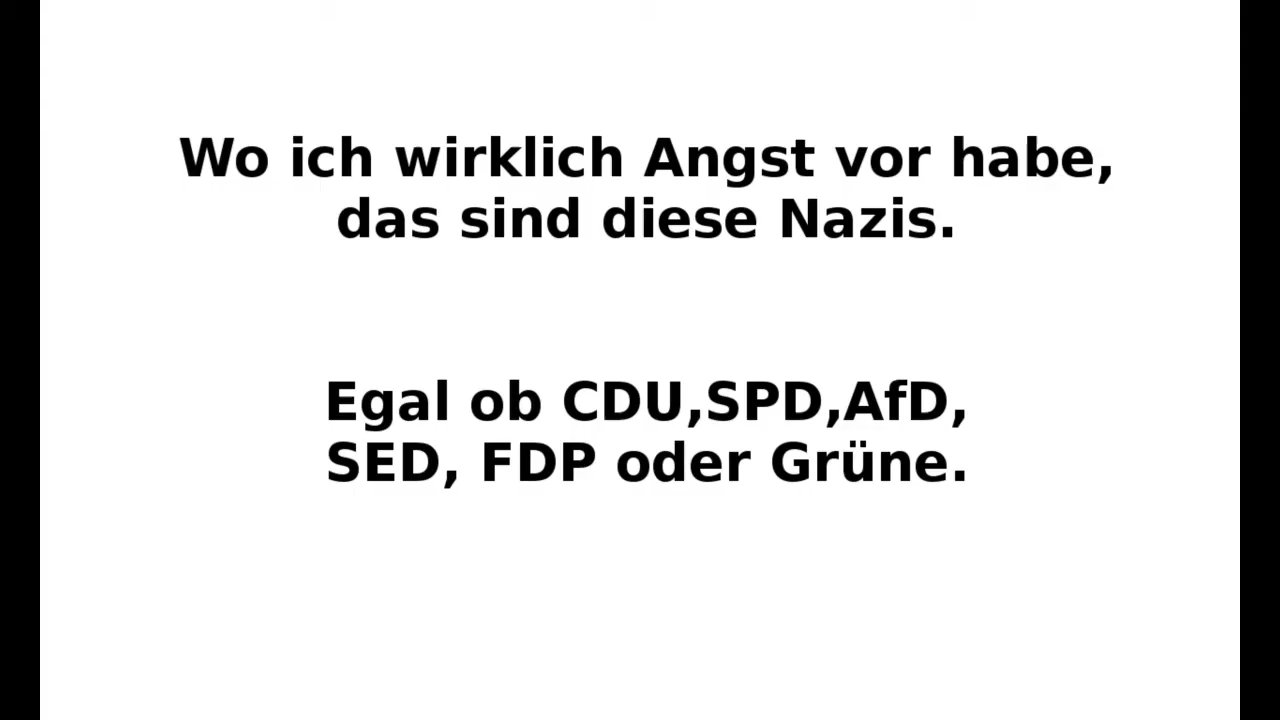 Wo ich wirklich Angst vor habe,
das sind diese Nazis.
Egal ob CDU,SPD,AfD,
SED, FDP oder Grüne.